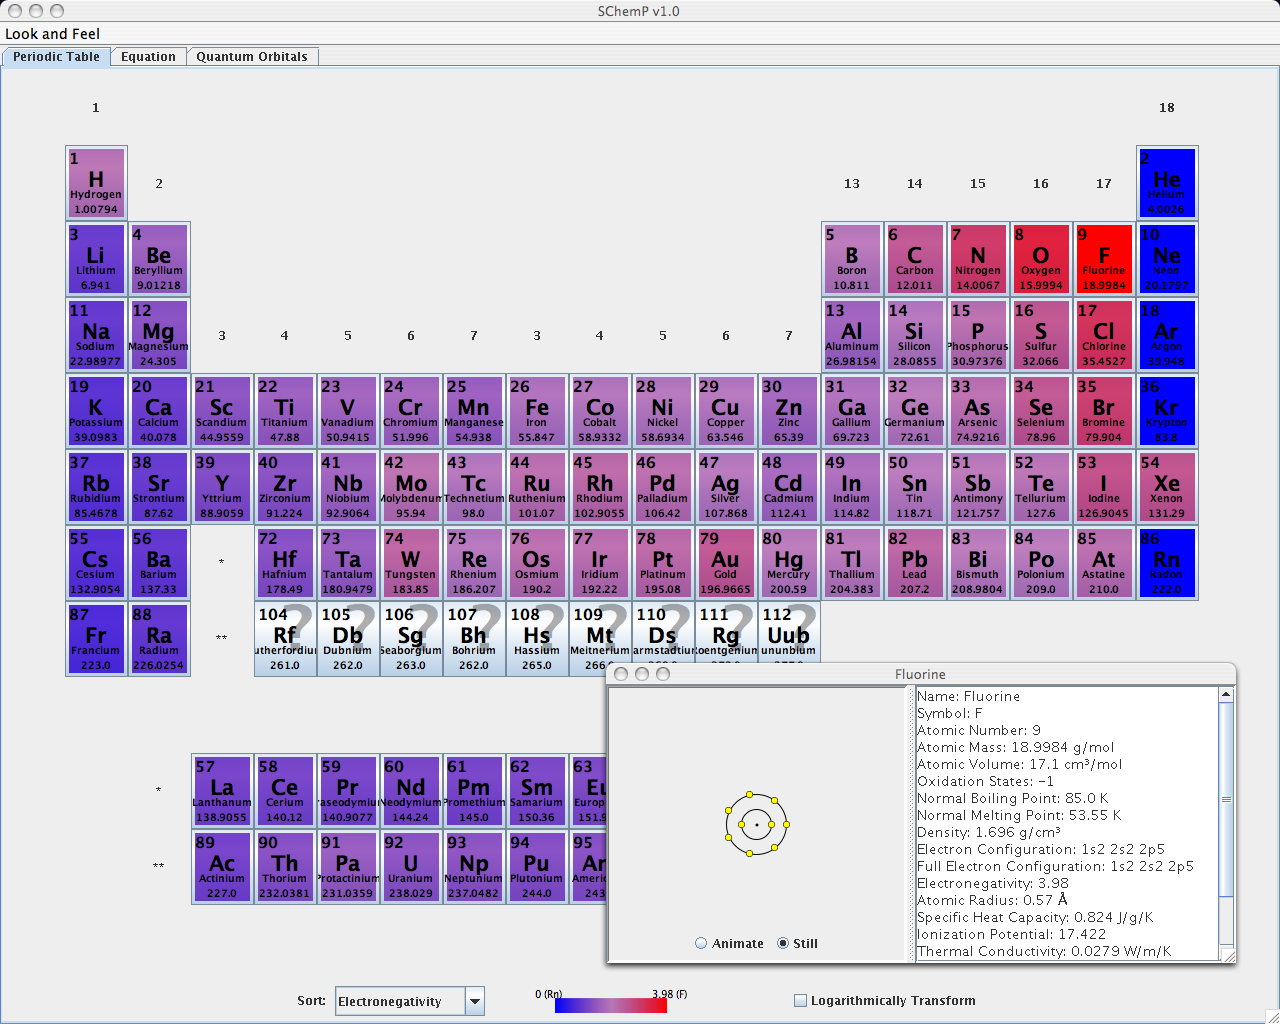 SChemP v1.0
Look and Feel
Periodic Table Equation Quantum Orbitals
1 18
1 2
H He
Hydrogen Helium
1.00794 4.0026
2 13 14 15 16 17
3 4 5 6 7 8 9 10
Li Be B C N O F Ne
Lithium Beryllium Boron Carbon Nitrogen Oxygen Fluorine Neon
6.941 9.01218 10.811 12.011 14.0067 15.9994 18.9984 20.1797
11 12 13 14 15 16 17 18
Na Mg Al Si P S Cl Ar
Sodium Magnesium Aluminum Silicon Phosphorus Sulfur Chlorine Argon
22.98977 24.305 26.98154 28.0855 30.97376 32.066 35.4527 39.948
3 4 5 6 7 3 4 5 6 7
19 20 21 22 23 24 25 26 27 28 29 30 31 32 33 34 35 36
K Ca Sc Ti V Cr Mn Fe Co Ni Cu Zn Ga Ge As Se Br Kr
Potassium Calcium Scandium Titanium Vanadium Chromium Manganese Iron Cobalt Nickel Copper Zinc Gallium Germanium Arsenic Selenium Bromine Krypton
39.0983 40.078 44.9559 47.88 50.9415 51.996 54.938 55.847 58.9332 58.6934 63.546 65.39 69.723 72.61 74.9216 78.96 79.904 83.8
37 38 39 40 41 42 43 44 45 46 47 48 49 50 51 52 53 54
Rb Sr Y Zr Nb Mo Tc Ru Rh Pd Ag Cd In Sn Sb Te I Xe
Rubidium Strontium Yttrium Zirconium Niobium Molybdenum Technetium Ruthenium Rhodium Palladium Silver Cadmium Indium Tin Antimony Tellurium Iodine Xenon
85.4678 87.62 88.9059 91.224 92.9064 95.94 98.0 101.07 102.9055 106.42 107.868 112.41 114.82 118.71 121.757 127.6 126.9045 131.29
55 56 * 72 73 74 75 76 77 78 79 80 81 82 83 84 85 86
Cs Ba Hf Ta W Re Os Ir Pt Au Hg Tl Pb Bi Po At Rn
Cesium Barium Hafnium Tantalum Tungsten Rhenium Osmium Iridium Platinum Gold Mercury Thallium Lead Bismuth Polonium Astatine Radon
132.9054 137.33 178.49 180.9479 183.85 186.207 190.2 192.22 195.08 196.9665 200.59 204.383 207.2 208.9804 209.0 210.0 222.0
87 88 ** 104 105 106 107 108 109 110 111 112
Fr Ra Rf ? Db ? Sg ? Bh ? Hs ? Mt ? Ds ? Rg ? Uub ?
Francium Radium utherfordiu Dubnium Seaborgium Bohrium Hassium Meitnerium armstadtiu oentgeniu ununbiu
223.0 226.0254 261.0 262.0 263.0 262.0 265.0 266.
* 57 58 59 60 61 62 63
La Ce Pr Nd Pm Sm Eu
Lanthanum Cerium raseodymiu Neodymium Promethium Samarium Europ
138.9055 140.12 140.9077 144.24 145.0 150.36 151.9
** 89 90 91 92 93 94 95
Ac Th Pa U Np Pu Am
Actinium Thorium Protactinium Uranium Neptunium Plutonium Americ
227.0 232.0381 231.0359 238.029 237.0482 244.0 243
Fluorine
Name: Fluorine
Symbol: F
Atomic Number: 9
Atomic Mass: 18.9984 g/mol
Atomic Volume: 17.1 cm³/mol
Oxidation States: −1
Normal Boiling Point: 85.0 K
Normal Melting Point: 53.55 K
Density: 1.696 g/cm³
Electron Configuration: 1s2 2s2 2p5
Full Electron Configuration: 1s2 2s2 2p5
Electronegativity: 3.98
Atomic Radius: 0.57 Å
Specific Heat Capacity: 0.824 J/g/K
Ionization Potential: 17.422
Thermal Conductivity: 0.0279 W/m/K
Animate Still
Sort: Electronegativity 0 (Rn) 3.98 (F) Logarithmically Transform